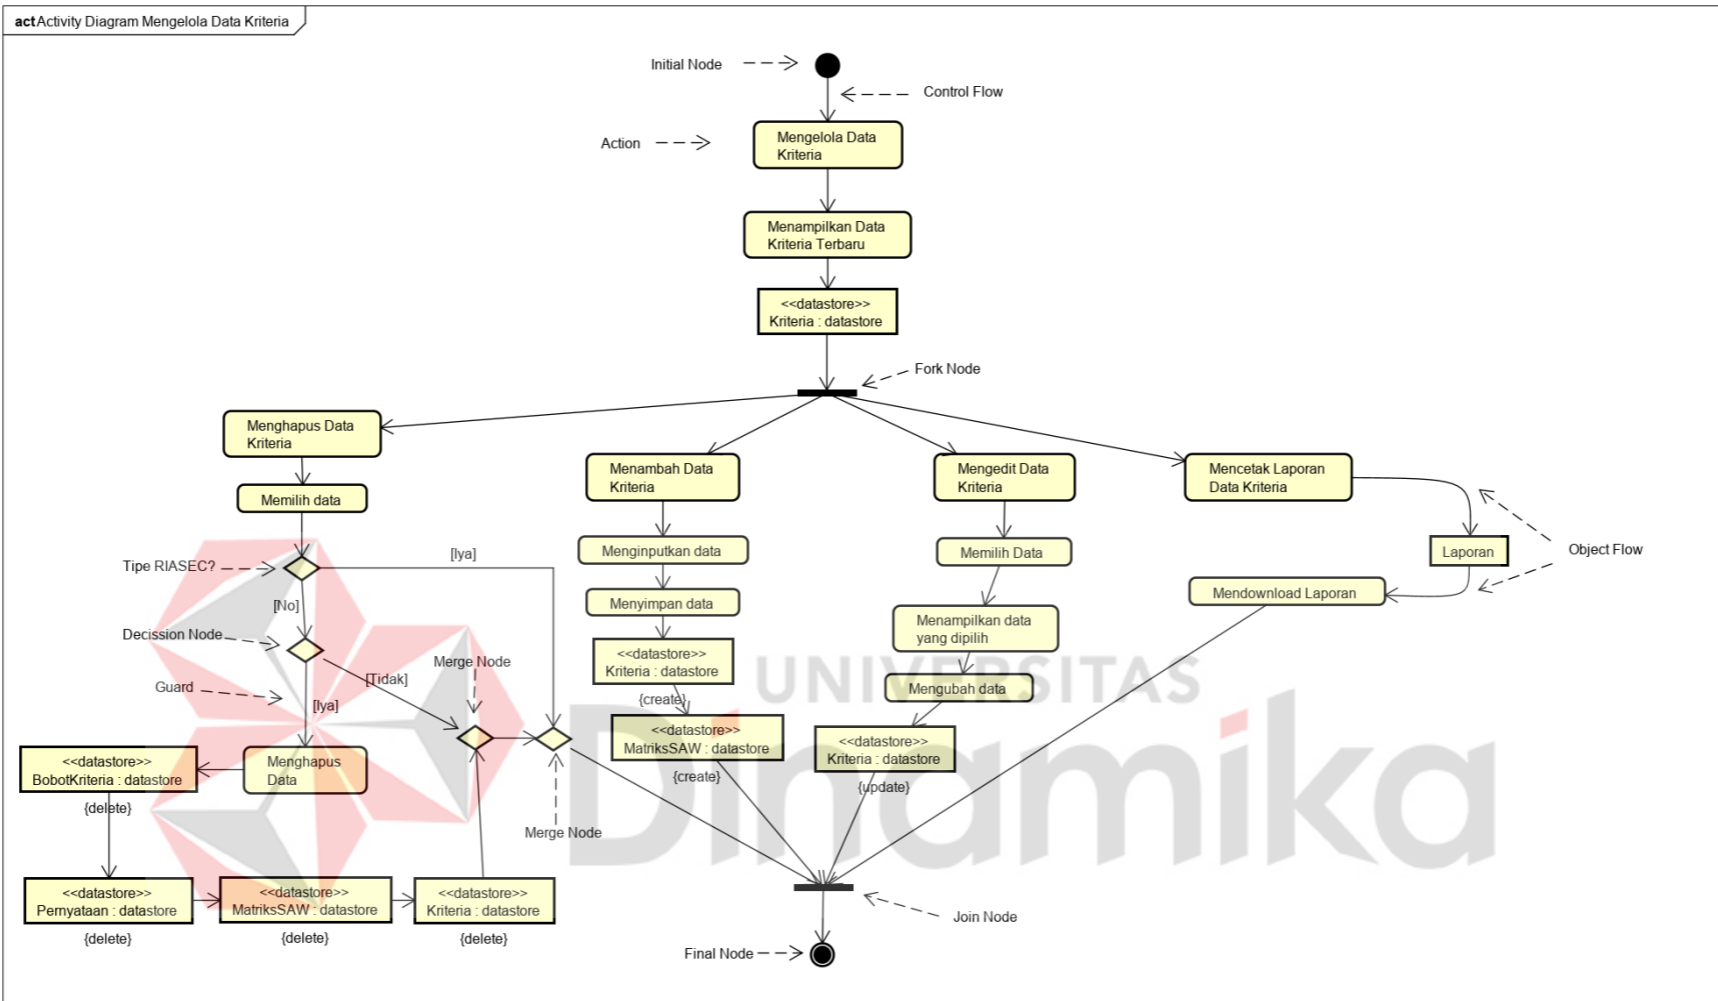 act Activity Diagram Mengelola Data Kriteria
Initial Node
Control Flow
Action
Mengelola Data
Kriteria
Menampilkan Data
Kriteria Terbaru
<<datastore>>
Kriteria : datastore
Fork Node
Menghapus Data
Kriteria
Memilih data
Tipe RIASEC?
[Iya]
[No]
Decission Node
[Tidak]
Guard
[Iya]
Merge Node
Menghapus
Data
<<datastore>>
BobotKriteria : datastore
{delete}
Merge Node
<<datastore>>
Pernyataan : datastore
{delete}
<<datastore>>
MatriksSAW : datastore
{delete}
<<datastore>>
Kriteria : datastore
{delete}
Menambah Data
Kriteria
Menginputkan data
Menyimpan data
<<datastore>>
Kriteria : datastore
{create}
<<datastore>>
MatriksSAW : datastore
{create}
Mengedit Data
Kriteria
Memilih Data
Menampilkan data
yang dipilih
Mengubah data
<<datastore>>
Kriteria : datastore
{update}
Mencetak Laporan
Data Kriteria
Laporan
Object Flow
Mendownload Laporan
UNIVERSITAS
Dinamika
Join Node
Final Node